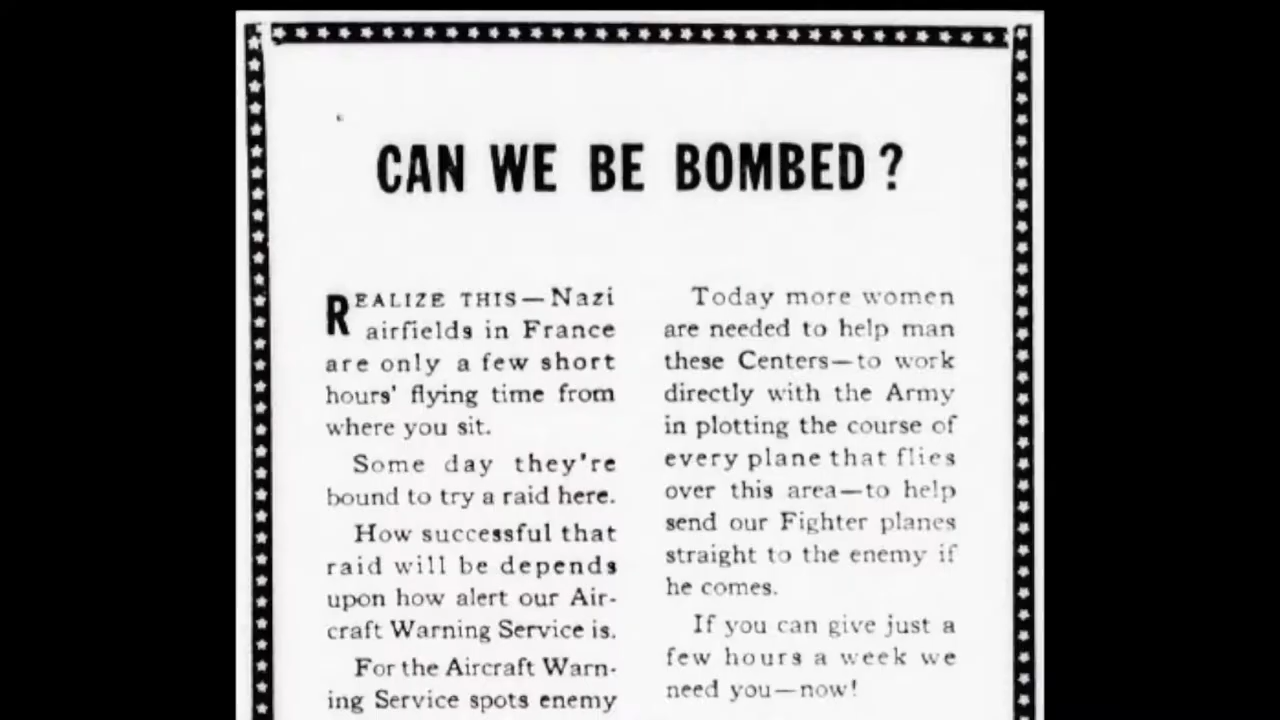 CAN WE BE BOMBED?
REALIZE THIS—Nazi
airfields in France
are only a few short
hours' flying time from
where you sit.
Some day they're
bound to try a raid here.
How successful that
raid will be depends
upon how alert our Air-
craft Warning Service is.
For the Aircraft Warn-
ing Service spots enemy
Today more women
are needed to help man
these Centers—to work
directly with the Army
in plotting the course of
every plane that flies
over this area—to help
send our Fighter planes
straight to the enemy if
he comes.
If you can give just a
few hours a week we
need you—now!